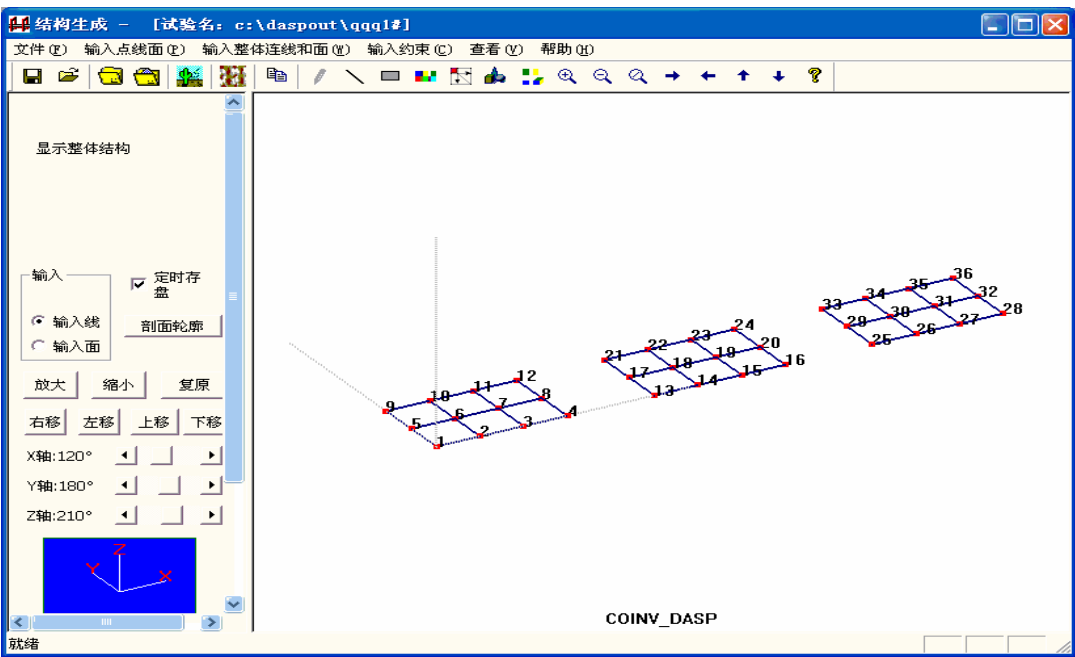 结构生成 - [试验名: c:\daspout\qqq1#]
文件(F) 输入点线面(P) 输入整体连线和面(W) 输入约束(C) 查看(V) 帮助(H)
显示整体结构
输入
定时存盘
输入线
输入面
剖面轮廓
放大 缩小 复原
右移 左移 上移 下移
X轴:120°
Y轴:180°
Z轴:210°
Z
Y
X
36
35
34
33
32
31
30
29
28
27
26
25
24
23
22
21
20
19
18
17
16
15
14
13
12
11
10
9
8
7
6
5
4
3
2
1
COINV_DASP
就绪